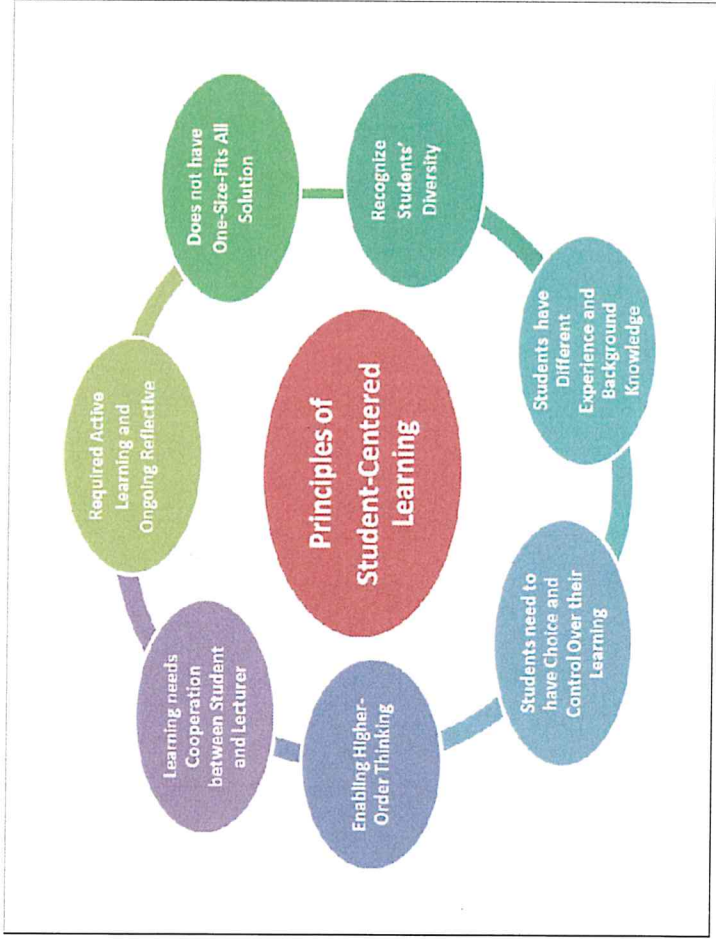 Principles of
Student-Centered
Learning
Required Active
Learning and
Ongoing Reflective
Does not have
One-Size-Fits All
Solution
Recognize
Students'
Diversity
Students have
Different
Experience and
Background
Knowledge
Students need to
have Choice and
Control Over their
Learning
Enabling Higher-
Order Thinking
Learning needs
Cooperation
between Student
and Lecturer